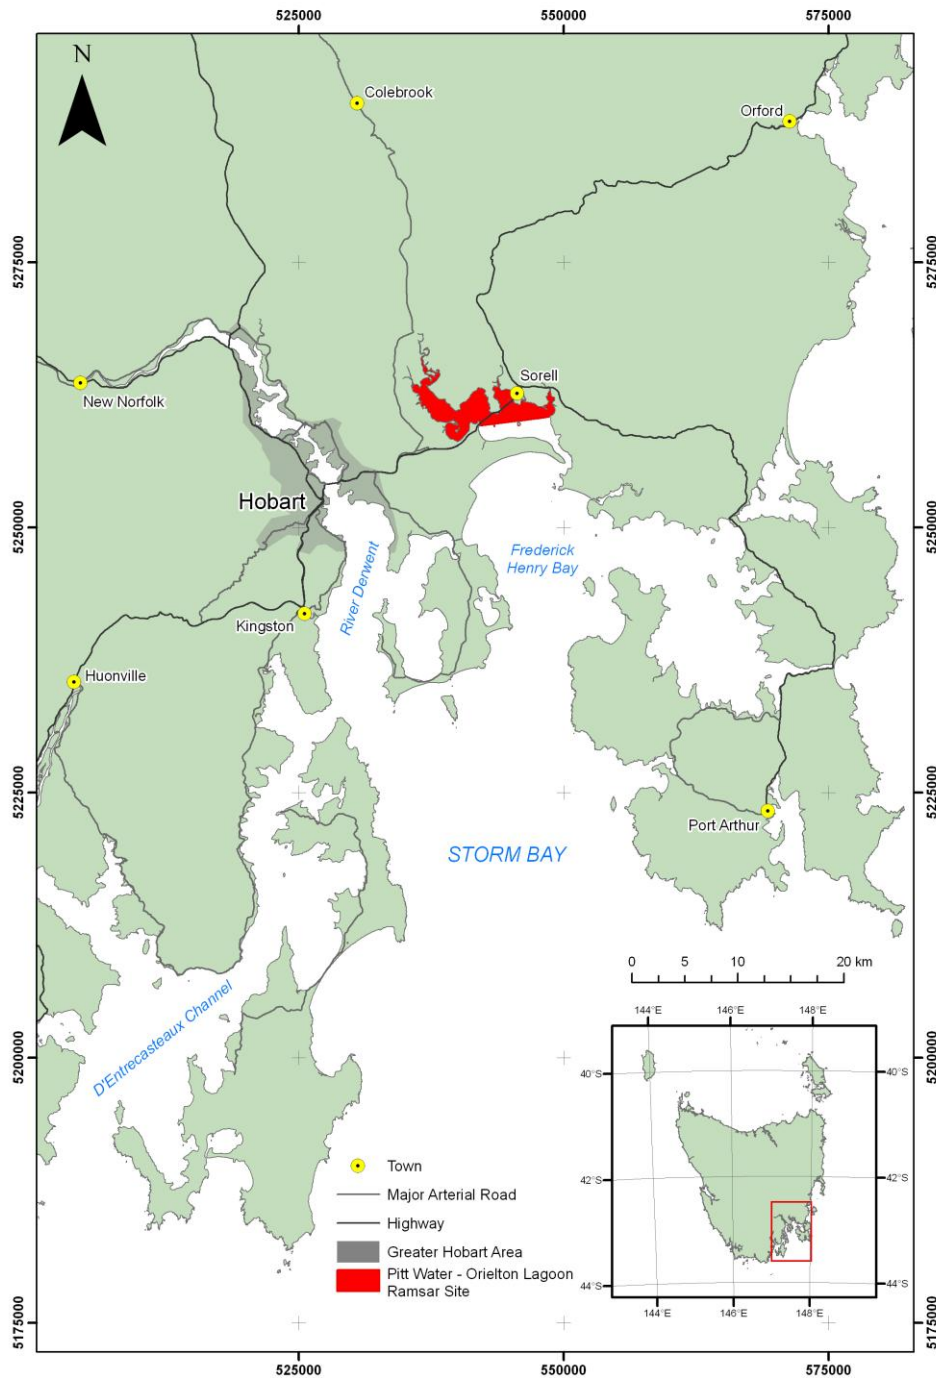 525000 550000 575000
N
Colebrook
Orford
5275000 5275000
Sorell
New Norfolk
Hobart
5250000 5250000
Frederick
Henry Bay
River Derwent
Kingston
Huonville
5225000 5225000
Port Arthur
STORM BAY
0 5 10 20 km
D'Entrecasteaux Channel
144°E 146°E 148°E
5200000 5200000
40°S 40°S
42°S 42°S
44°S 44°S
144°E 146°E 148°E
Town
Major Arterial Road
Highway
Greater Hobart Area
Pitt Water - Orielton Lagoon
Ramsar Site
5175000 5175000
525000 550000 575000